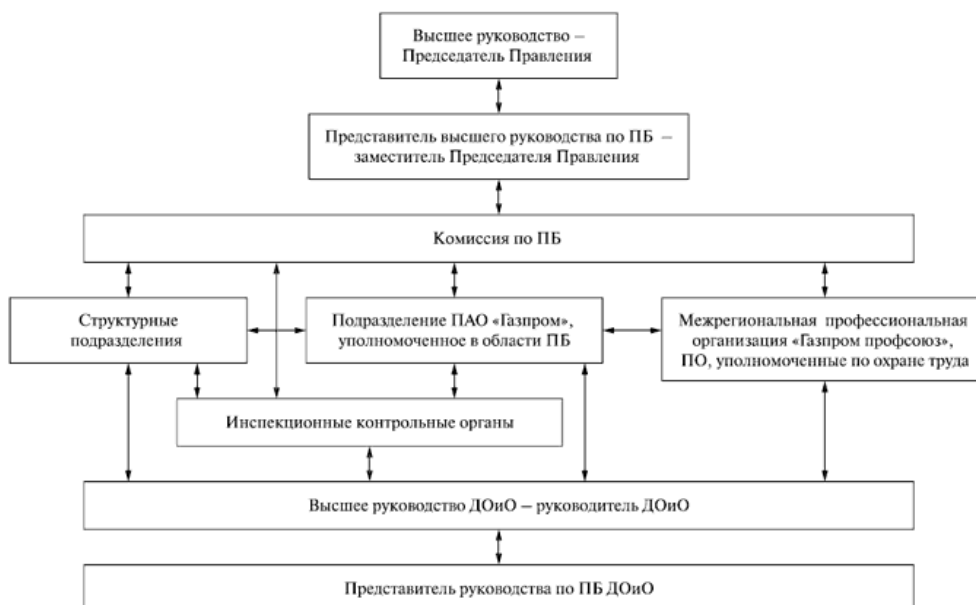 Высшее руководство –
Председатель Правления
Представитель высшего руководства по ПБ –
заместитель Председателя Правления
Комиссия по ПБ
Структурные
подразделения
Подразделение ПАО «Газпром»,
уполномоченное в области ПБ
Межрегиональная профессиональная
организация «Газпром профсоюз»,
ПО, уполномоченные по охране труда
Инспекционные контрольные органы
Высшее руководство ДОиО – руководитель ДОиО
Представитель руководства по ПБ ДОиО